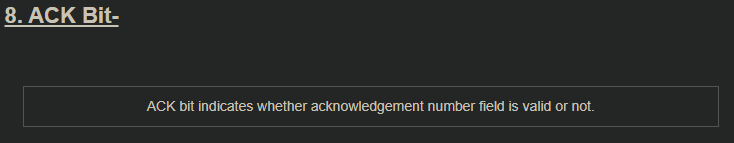 8. ACK Bit-
ACK bit indicates whether acknowledgement number field is valid or not.